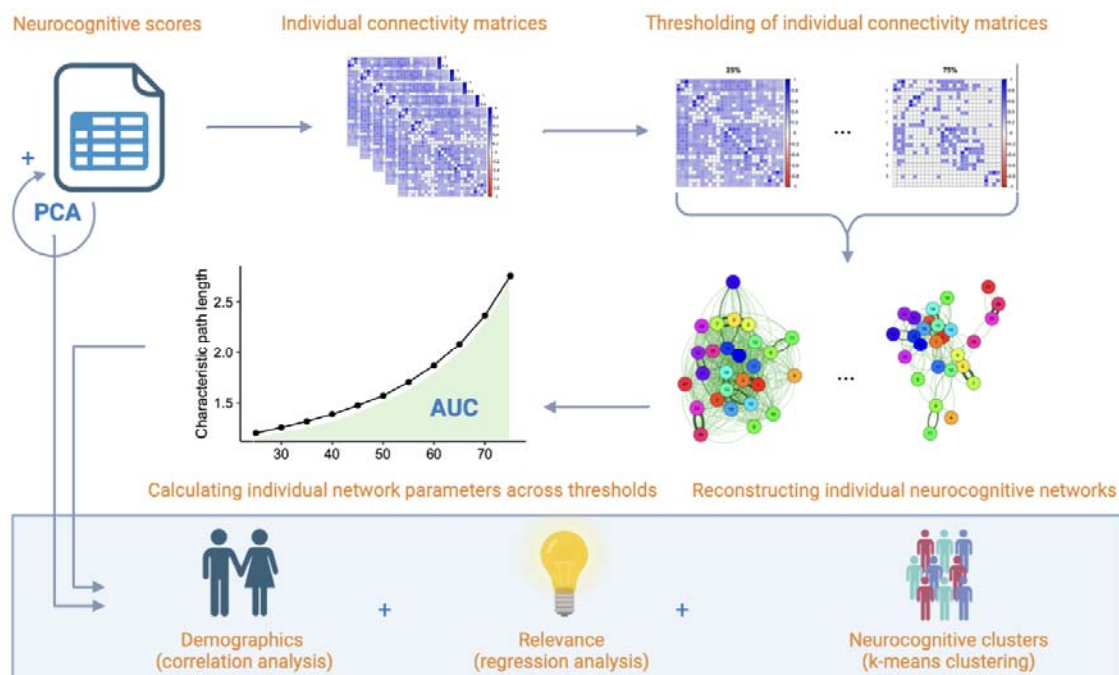 Neurocognitive scores
Individual connectivity matrices
Thresholding of individual connectivity matrices
25%
75%
...
+
PCA
Characteristic path length
2.5
2.0
1.5
AUC
30 40 50 60 70
...
Calculating individual network parameters across thresholds
Reconstructing individual neurocognitive networks
+
+
Demographics
(correlation analysis)
Relevance
(regression analysis)
Neurocognitive clusters
(k-means clustering)